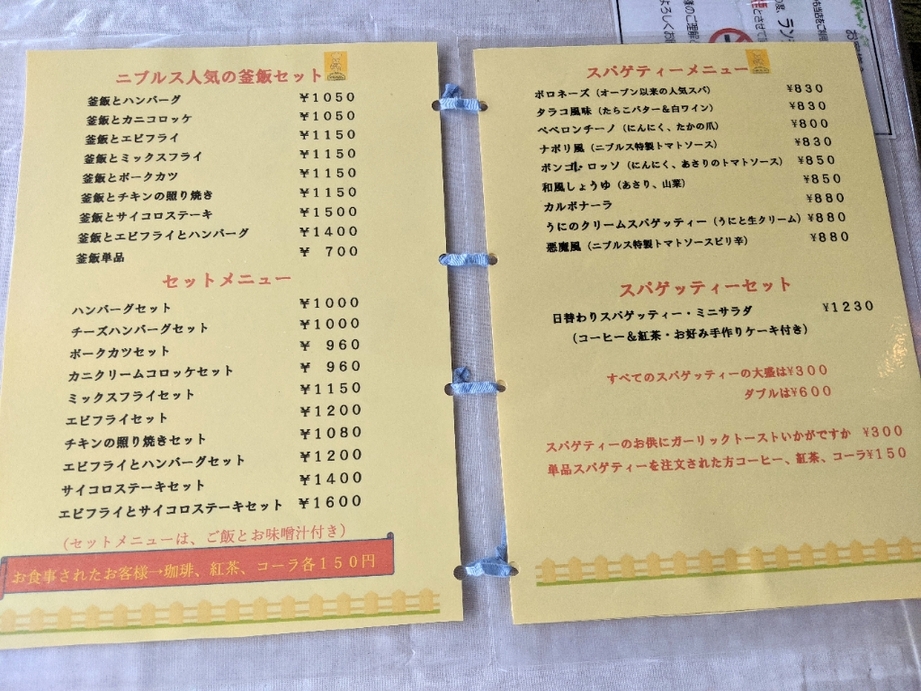 ニブルス人気の釜飯セット
釜飯とハンバーグ ￥1050
釜飯とカニコロッケ ￥1050
釜飯とエビフライ ￥1150
釜飯とミックスフライ ￥1150
釜飯とポークカツ ￥1150
釜飯とチキンの照り焼き ￥1150
釜飯とサイコロステーキ ￥1500
釜飯とエビフライとハンバーグ ￥1400
釜飯単品 ￥ 700
セットメニュー
ハンバーグセット ￥1000
チーズハンバーグセット ￥1000
ポークカツセット ￥ 960
カニクリームコロッケセット ￥ 960
ミックスフライセット ￥1150
エビフライセット ￥1200
チキンの照り焼きセット ￥1080
エビフライとハンバーグセット ￥1200
サイコロステーキセット ￥1400
エビフライとサイコロステーキセット ￥1600
(セットメニューは、ご飯とお味噌汁付き)
お食事されたお客様→珈琲、紅茶、コーラ各150円
スパゲティーメニュー
ボロネーズ（オープン以来の人気スパ） ¥830
タラコ風味（たらこバター＆白ワイン） ¥830
ペペロンチーノ（にんにく、たかの爪） ¥800
ナポリ風（ニブルス特製トマトソース） ¥830
ボンゴレ・ロッソ（にんにく、あさりのトマトソース） ¥850
和風しょうゆ（あさり、山菜） ¥850
カルボナーラ ¥880
うにのクリームスパゲッティー（うにと生クリーム） ¥880
悪魔風（ニブルス特製トマトソースピリ辛） ¥880
スパゲッティーセット
日替わりスパゲッティー・ミニサラダ ¥1230
（コーヒー＆紅茶・お好み手作りケーキ付き）
すべてのスパゲッティーの大盛は¥300
ダブルは¥600
スパゲティーのお供にガーリックトーストいかがですか ¥300
単品スパゲティーを注文された方コーヒー、紅茶、コーラ¥150